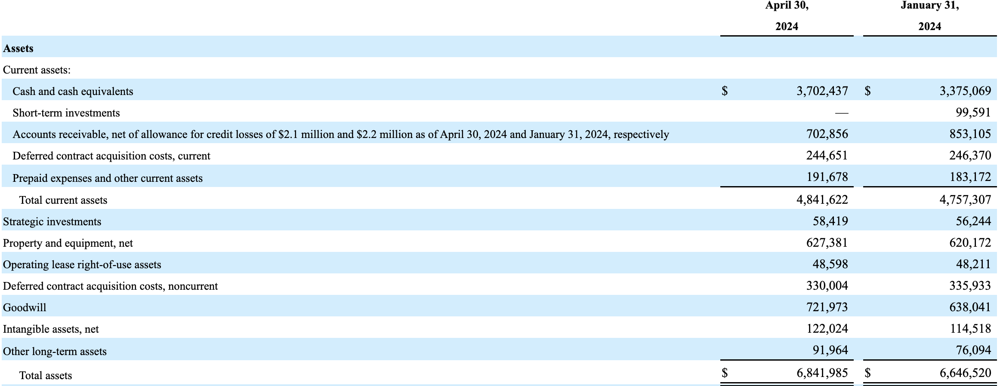 April 30, January 31,
2024 2024
Assets
Current assets:
Cash and cash equivalents $ 3,702,437 $ 3,375,069
Short-term investments — 99,591
Accounts receivable, net of allowance for credit losses of $2.1 million and $2.2 million as of April 30, 2024 and January 31, 2024, respectively 702,856 853,105
Deferred contract acquisition costs, current 244,651 246,370
Prepaid expenses and other current assets 191,678 183,172
Total current assets 4,841,622 4,757,307
Strategic investments 58,419 56,244
Property and equipment, net 627,381 620,172
Operating lease right-of-use assets 48,598 48,211
Deferred contract acquisition costs, noncurrent 330,004 335,933
Goodwill 721,973 638,041
Intangible assets, net 122,024 114,518
Other long-term assets 91,964 76,094
Total assets $ 6,841,985 $ 6,646,520